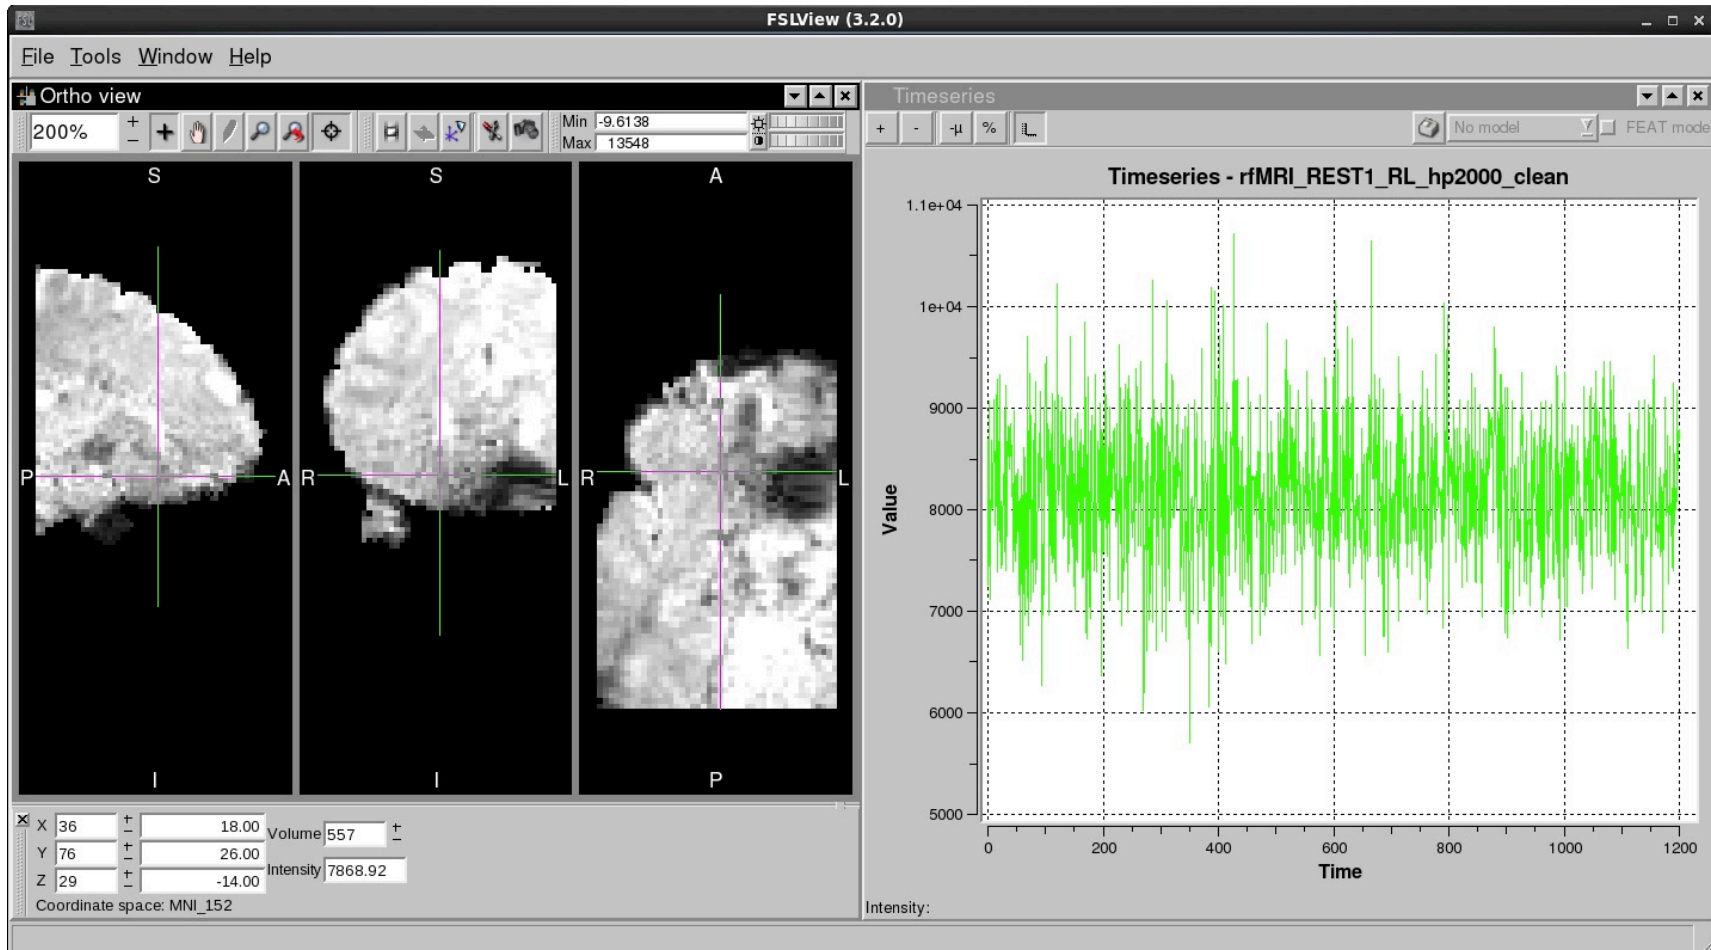 FSLView (3.2.0)
File Tools Window Help
Ortho view
200%
Min -9.6138
Max 13548
S S A
P A R L R L
I I P
X 36 18.00
Y 76 26.00
Z 29 -14.00
Volume 557
Intensity 7868.92
Coordinate space: MNI_152
Timeseries
+ - -μ % No model FEAT mode
Timeseries - rfMRI_REST1_RL_hp2000_clean
1.1e+04
1e+04
9000
8000
7000
6000
5000
Value
0 200 400 600 800 1000 1200
Time
Intensity: